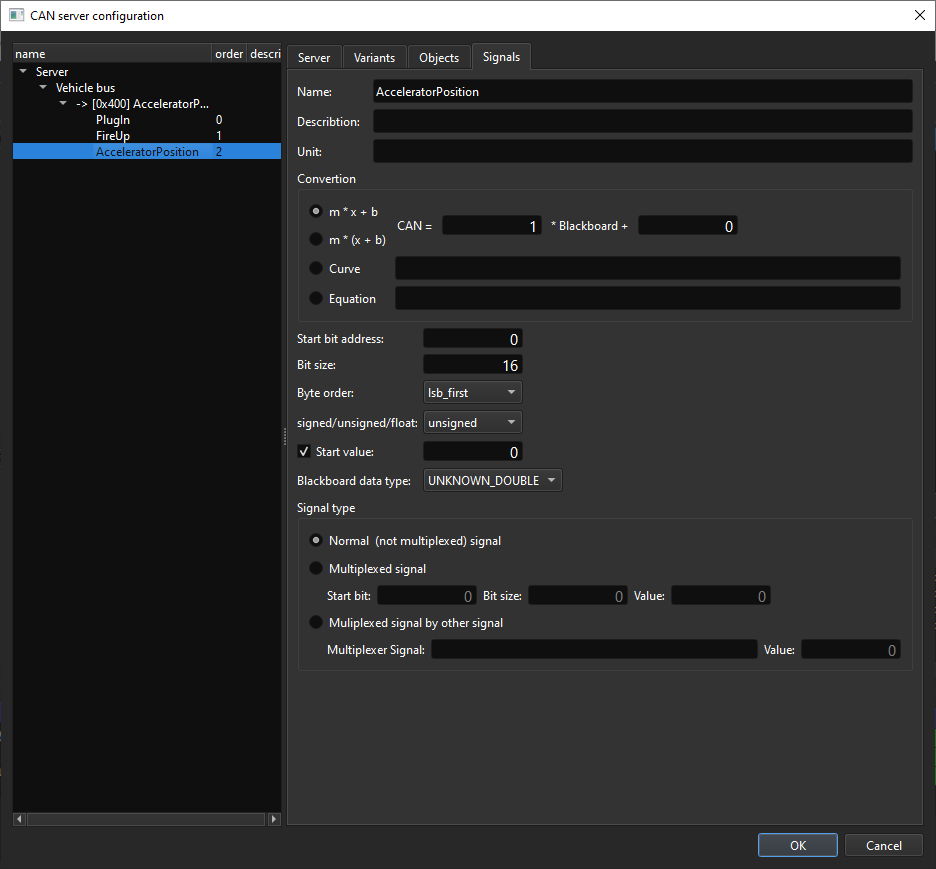 CAN server configuration
name order descri
Server
Vehicle bus
-> [0x400] AcceleratorP...
PlugIn 0
FireUp 1
AcceleratorPosition 2
Server Variants Objects Signals
Name: AcceleratorPosition
Describtion:
Unit:
Convertion
m * x + b
CAN = 1 * Blackboard + 0
m * (x + b)
Curve
Equation
Start bit address: 0
Bit size: 16
Byte order: lsb_first
signed/unsigned/float: unsigned
Start value: 0
Blackboard data type: UNKNOWN_DOUBLE
Signal type
Normal (not multiplexed) signal
Multiplexed signal
Start bit: 0 Bit size: 0 Value: 0
Muliplexed signal by other signal
Multiplexer Signal: Value: 0
OK Cancel